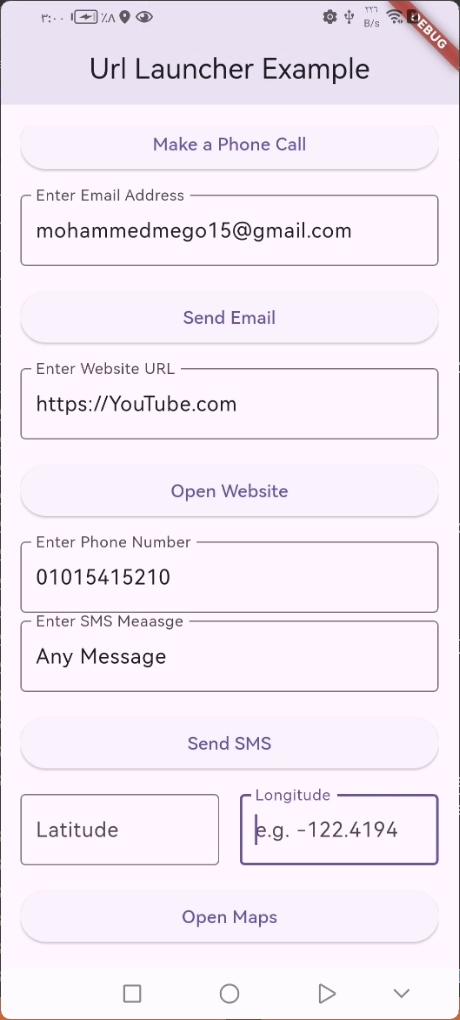 ٣:٠٠ ٪٨ ٢٢٦ B/s
DEBUG
Url Launcher Example
Make a Phone Call
Enter Email Address
mohammedmego15@gmail.com
Send Email
Enter Website URL
https://YouTube.com
Open Website
Enter Phone Number
01015415210
Enter SMS Meaasge
Any Message
Send SMS
Longitude
Latitude e.g. -122.4194
Open Maps